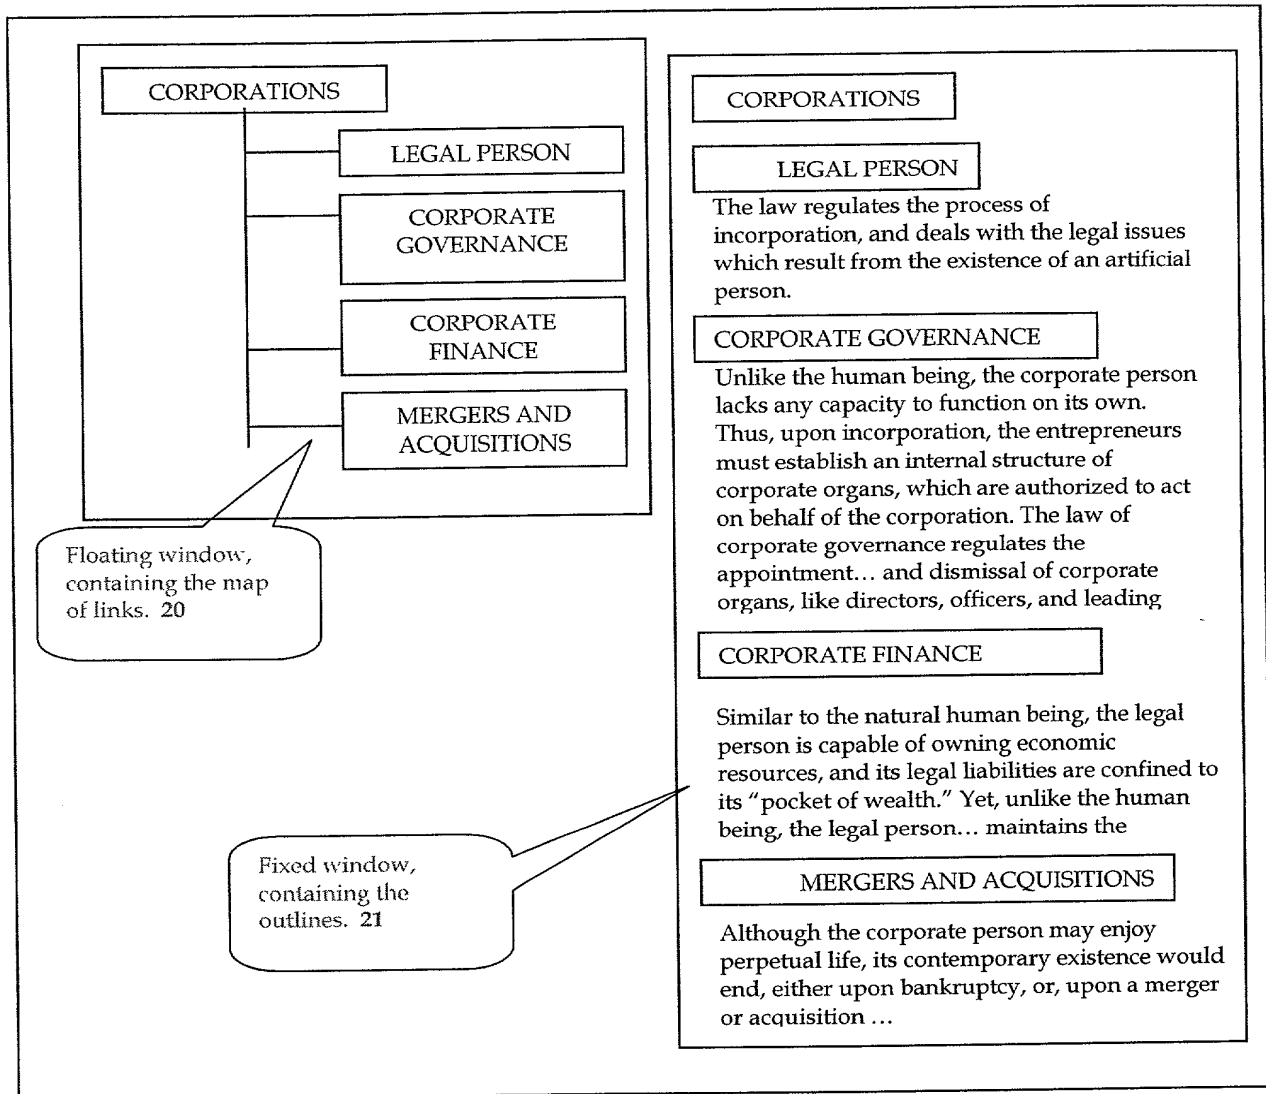 CORPORATIONS
LEGAL PERSON
CORPORATE
GOVERNANCE
CORPORATE
FINANCE
MERGERS AND
ACQUISITIONS
Floating window,
containing the map
of links. 20
Fixed window,
containing the
outlines. 21
CORPORATIONS
LEGAL PERSON
The law regulates the process of
incorporation, and deals with the legal issues
which result from the existence of an artificial
person.
CORPORATE GOVERNANCE
Unlike the human being, the corporate person
lacks any capacity to function on its own.
Thus, upon incorporation, the entrepreneurs
must establish an internal structure of
corporate organs, which are authorized to act
on behalf of the corporation. The law of
corporate governance regulates the
appointment... and dismissal of corporate
organs, like directors, officers, and leading
CORPORATE FINANCE
Similar to the natural human being, the legal
person is capable of owning economic
resources, and its legal liabilities are confined to
its "pocket of wealth." Yet, unlike the human
being, the legal person... maintains the
MERGERS AND ACQUISITIONS
Although the corporate person may enjoy
perpetual life, its contemporary existence would
end, either upon bankruptcy, or, upon a merger
or acquisition ...